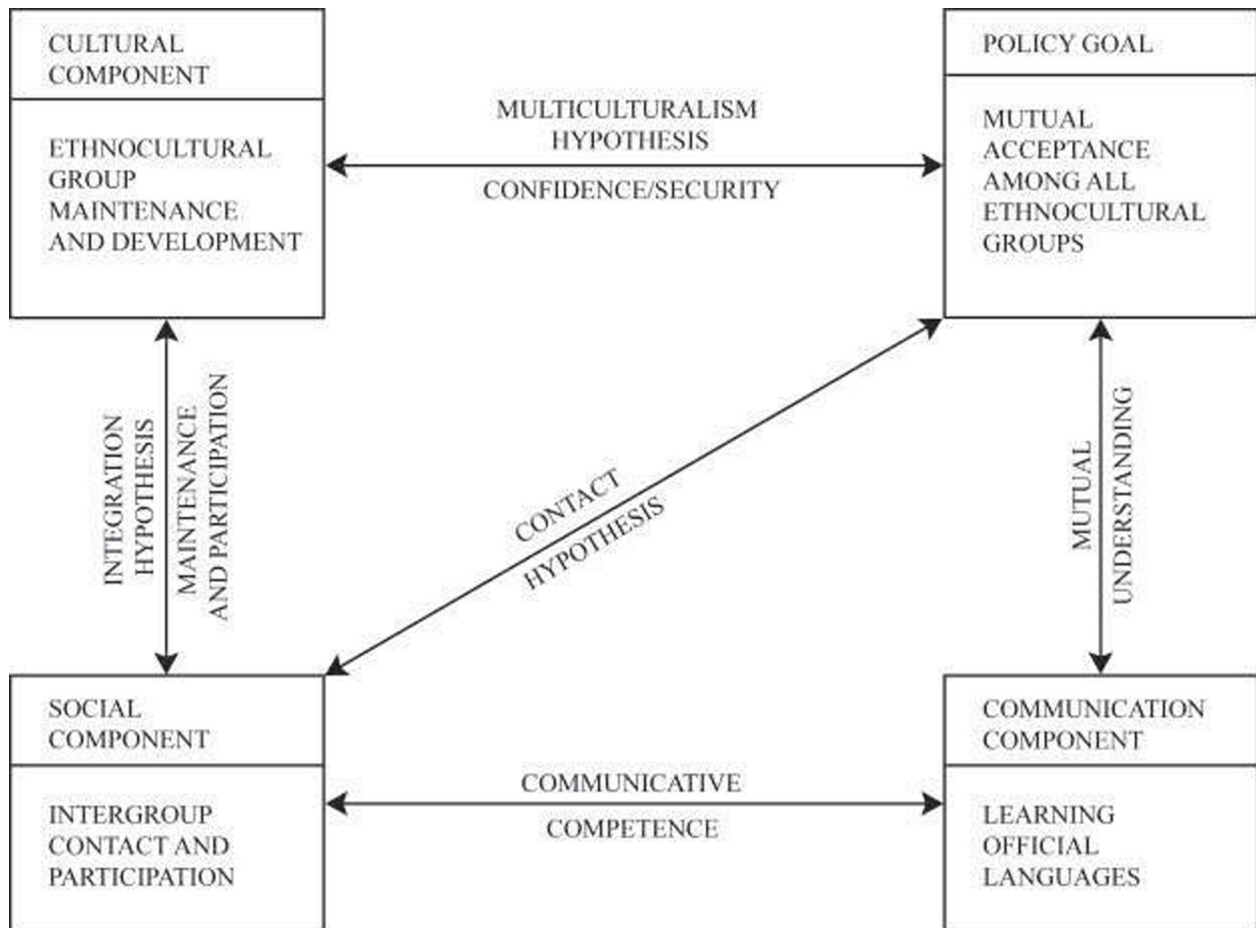 CULTURAL
COMPONENT
ETHNOCULTURAL
GROUP
MAINTENANCE
AND DEVELOPMENT
MULTICULTURALISM
HYPOTHESIS
CONFIDENCE/SECURITY
POLICY GOAL
MUTUAL
ACCEPTANCE
AMONG ALL
ETHNOCULTURAL
GROUPS
INTEGRATION
HYPOTHESIS
MAINTENANCE
AND PARTICIPATION
CONTACT
HYPOTHESIS
MUTUAL
UNDERSTANDING
SOCIAL
COMPONENT
INTERGROUP
CONTACT AND
PARTICIPATION
COMMUNICATIVE
COMPETENCE
COMMUNICATION
COMPONENT
LEARNING
OFFICIAL
LANGUAGES